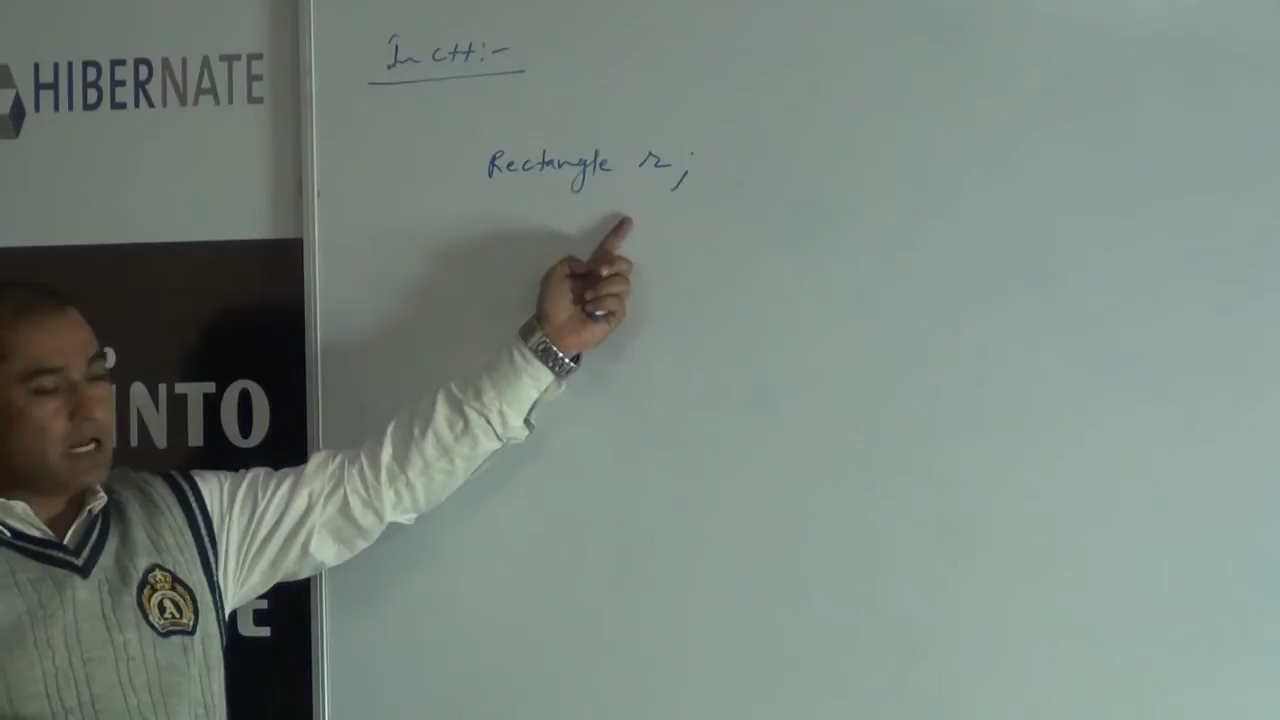 HIBERNATE
In C++:-
Rectangle r;
INTO
A